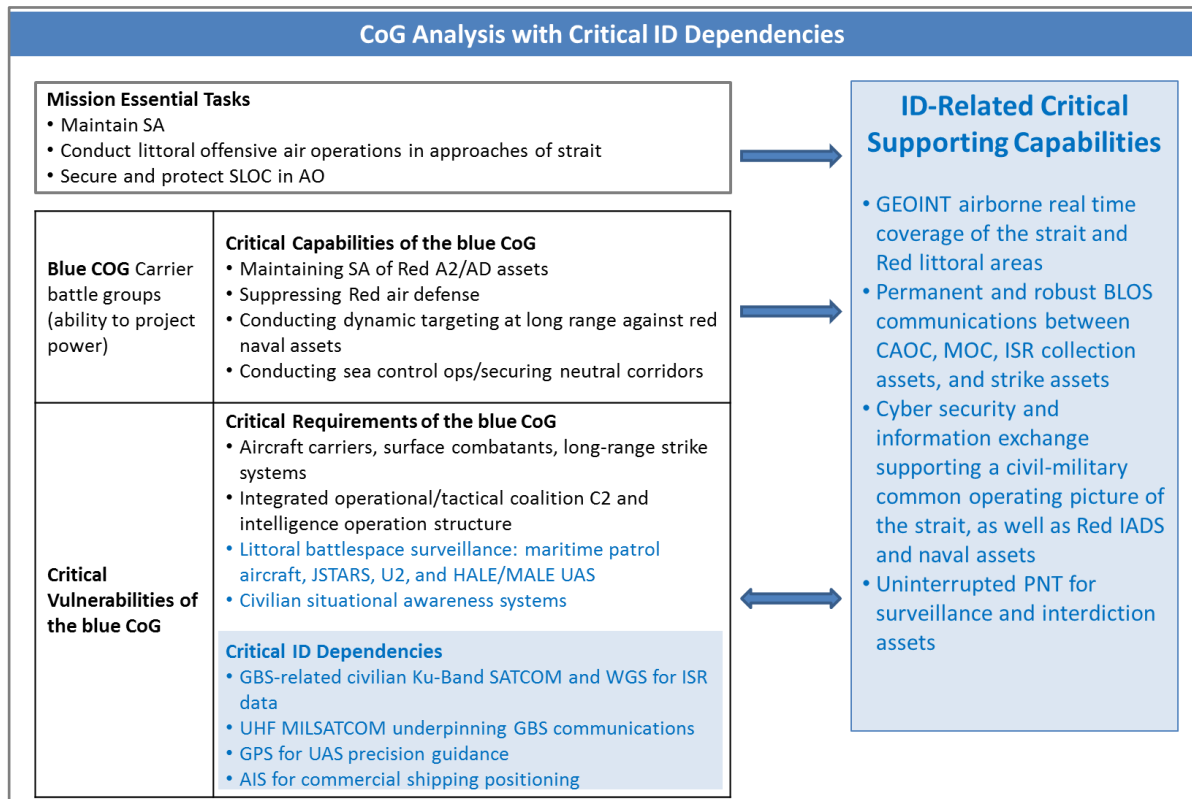 CoG Analysis with Critical ID Dependencies
Mission Essential Tasks
• Maintain SA
• Conduct littoral offensive air operations in approaches of strait
• Secure and protect SLOC in AO
Blue COG Carrier
battle groups
(ability to project
power)
Critical Capabilities of the blue CoG
• Maintaining SA of Red A2/AD assets
• Suppressing Red air defense
• Conducting dynamic targeting at long range against red
naval assets
• Conducting sea control ops/securing neutral corridors
Critical
Vulnerabilities of
the blue CoG
Critical Requirements of the blue CoG
• Aircraft carriers, surface combatants, long-range strike
systems
• Integrated operational/tactical coalition C2 and
intelligence operation structure
• Littoral battlespace surveillance: maritime patrol
aircraft, JSTARS, U2, and HALE/MALE UAS
• Civilian situational awareness systems
Critical ID Dependencies
• GBS-related civilian Ku-Band SATCOM and WGS for ISR
data
• UHF MILSATCOM underpinning GBS communications
• GPS for UAS precision guidance
• AIS for commercial shipping positioning
ID-Related Critical
Supporting Capabilities
• GEOINT airborne real time
coverage of the strait and
Red littoral areas
• Permanent and robust BLOS
communications between
CAOC, MOC, ISR collection
assets, and strike assets
• Cyber security and
information exchange
supporting a civil-military
common operating picture of
the strait, as well as Red IADS
and naval assets
• Uninterrupted PNT for
surveillance and interdiction
assets